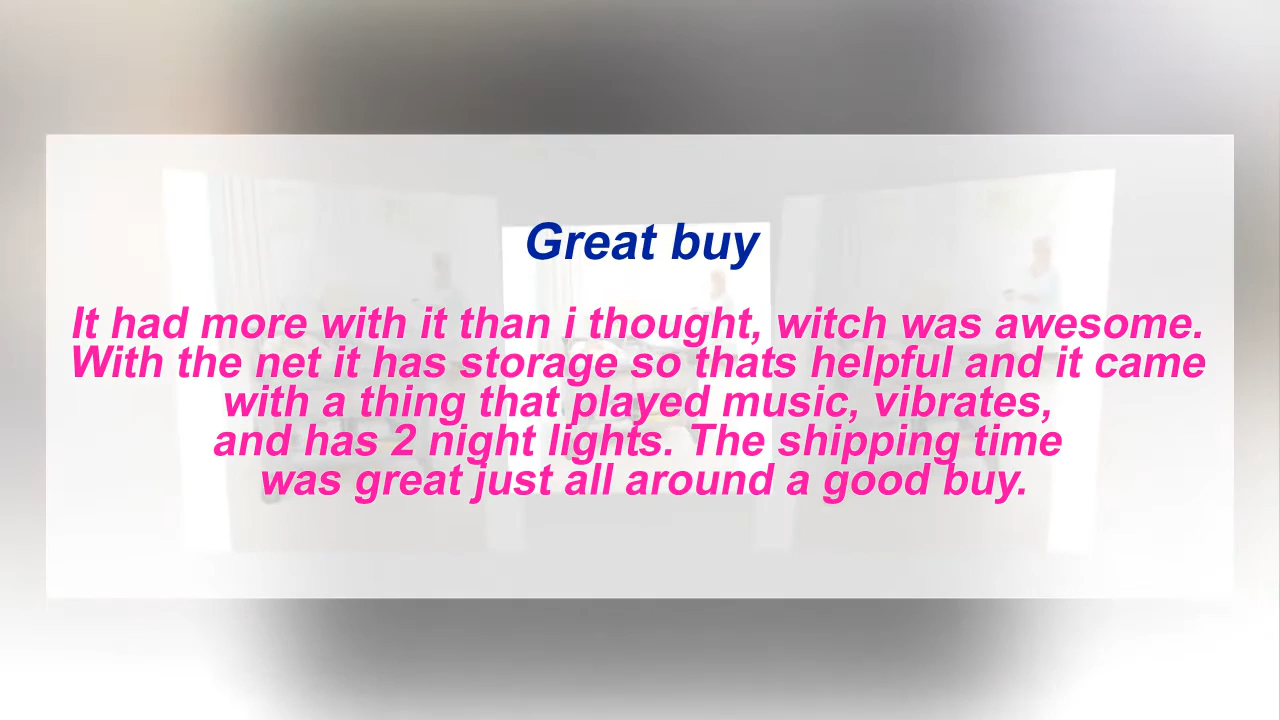 Great buy
It had more with it than i thought, witch was awesome.
With the net it has storage so thats helpful and it came
with a thing that played music, vibrates,
and has 2 night lights. The shipping time
was great just all around a good buy.